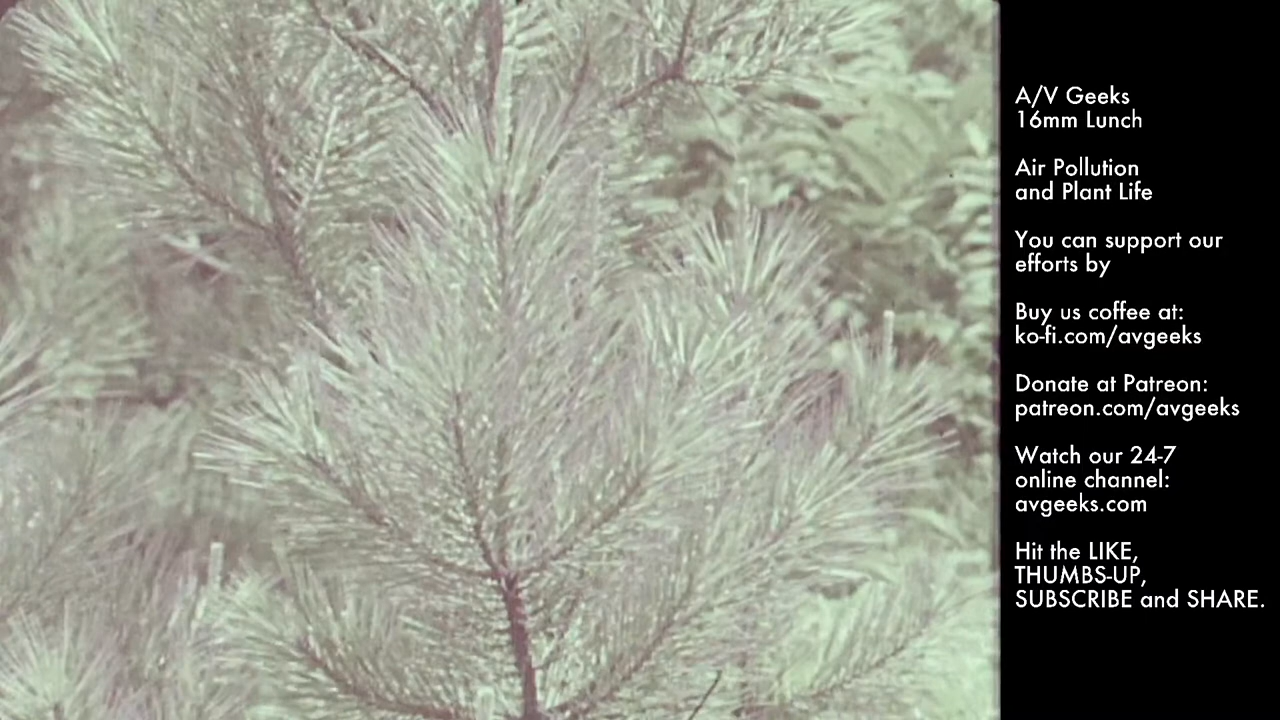 A/V Geeks
16mm Lunch
Air Pollution
and Plant Life
You can support our
efforts by
Buy us coffee at:
ko-fi.com/avgeeks
Donate at Patreon:
patreon.com/avgeeks
Watch our 24-7
online channel:
avgeeks.com
Hit the LIKE,
THUMBS-UP,
SUBSCRIBE and SHARE.